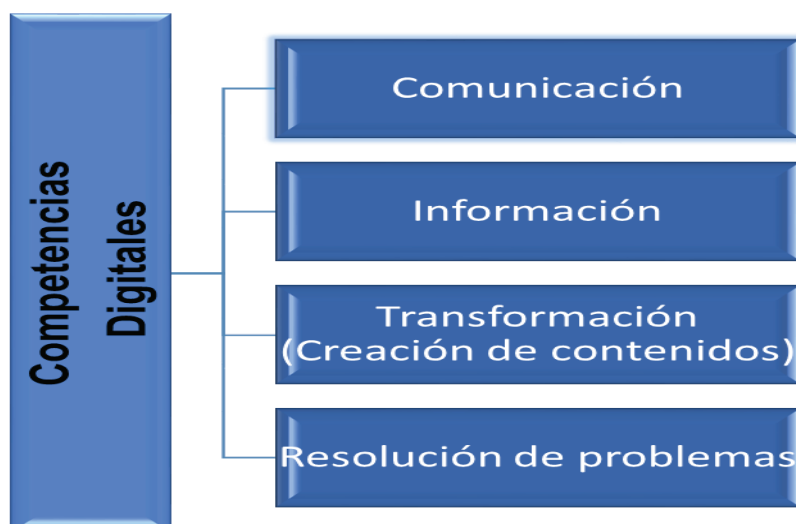 Competencias
Digitales
Comunicación
Información
Transformación
(Creación de contenidos)
Resolución de problemas